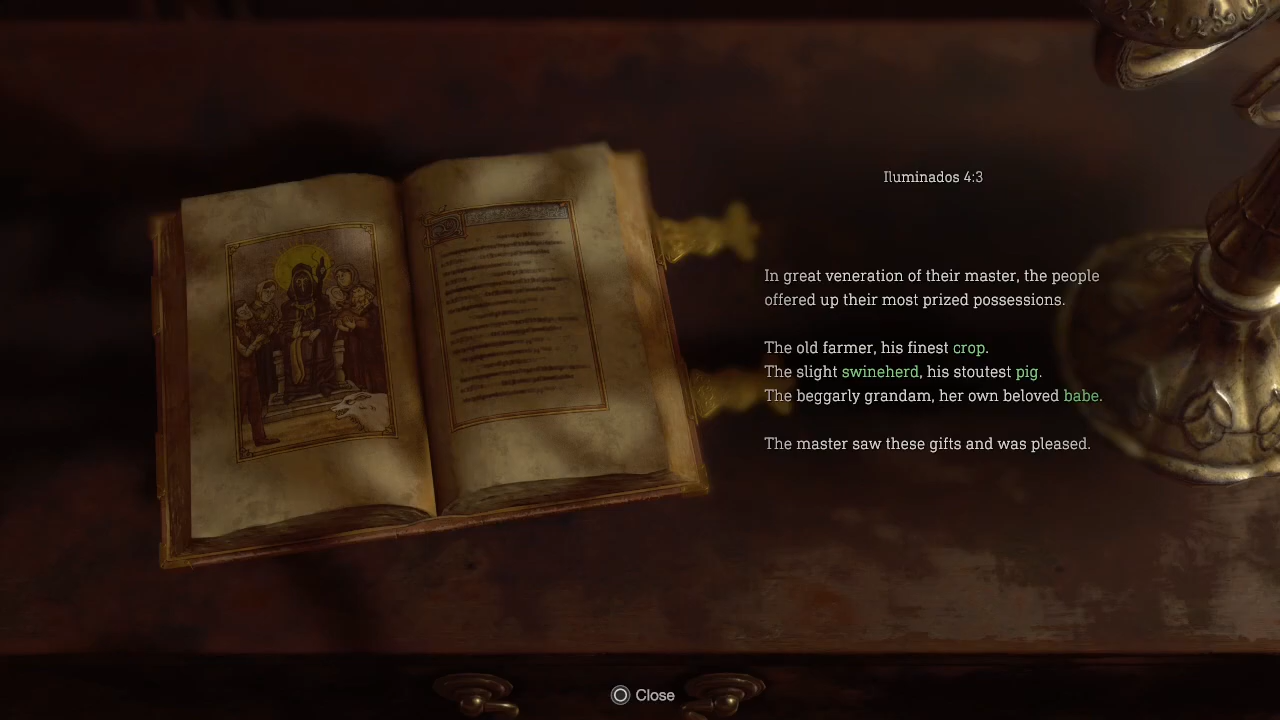 Iluminados 4:3
In great veneration of their master, the people
offered up their most prized possessions.
The old farmer, his finest crop.
The slight swineherd, his stoutest pig.
The beggarly grandam, her own beloved babe.
The master saw these gifts and was pleased.
Close